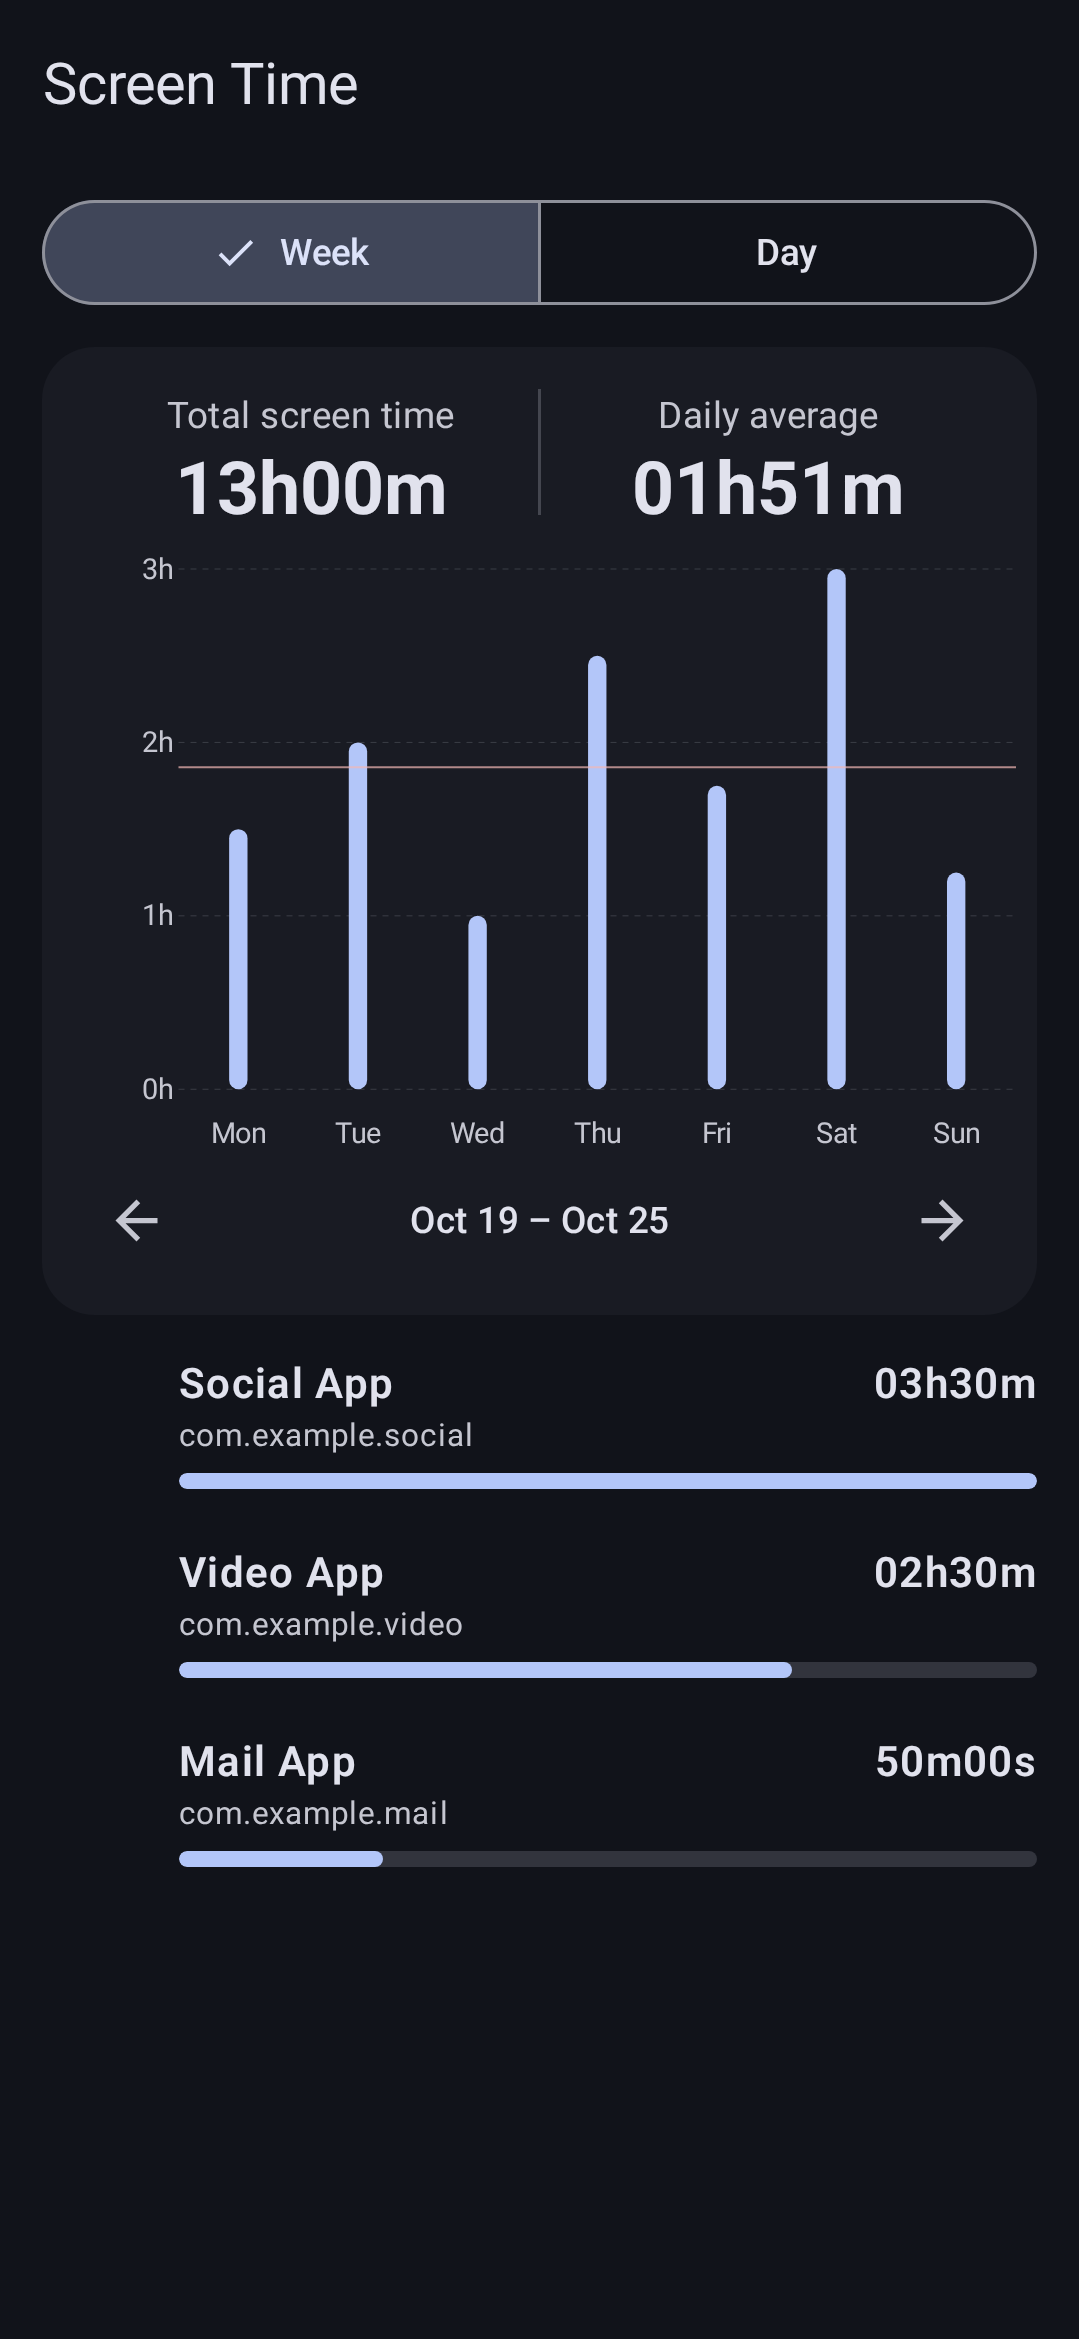 Screen Time
Week
Day
Total screen time
Daily average
13h00m
01h51m
3h
2h
1h
0h
Mon Tue Wed Thu Fri Sat Sun
Oct 19 – Oct 25
Social App
03h30m
com.example.social
Video App
02h30m
com.example.video
Mail App
50m00s
com.example.mail